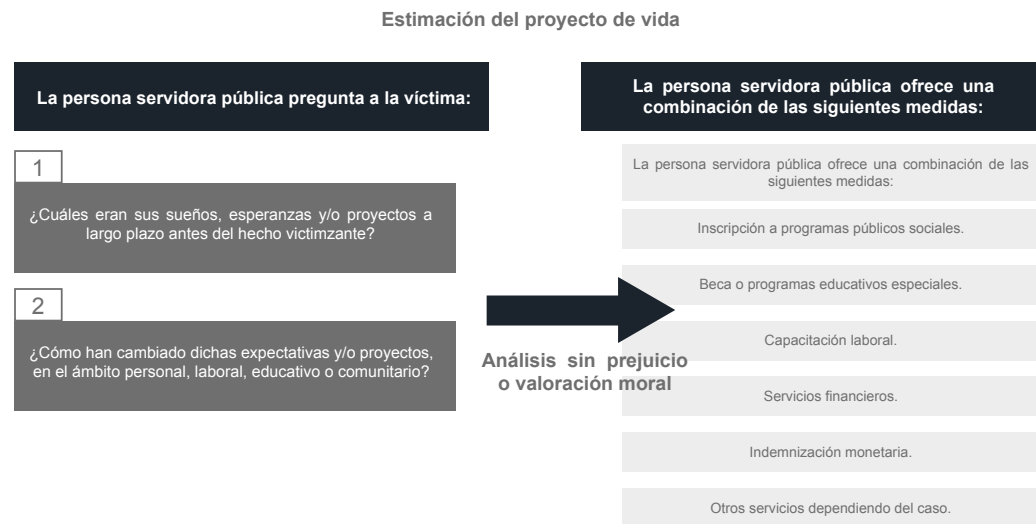 Estimación del proyecto de vida
La persona servidora pública pregunta a la víctima:
1
¿Cuáles eran sus sueños, esperanzas y/o proyectos a
largo plazo antes del hecho victimzante?
2
¿Cómo han cambiado dichas expectativas y/o proyectos,
en el ámbito personal, laboral, educativo o comunitario?
Análisis sin prejuicio
o valoración moral
La persona servidora pública ofrece una
combinación de las siguientes medidas:
La persona servidora pública ofrece una combinación de las
siguientes medidas:
Inscripción a programas públicos sociales.
Beca o programas educativos especiales.
Capacitación laboral.
Servicios financieros.
Indemnización monetaria.
Otros servicios dependiendo del caso.